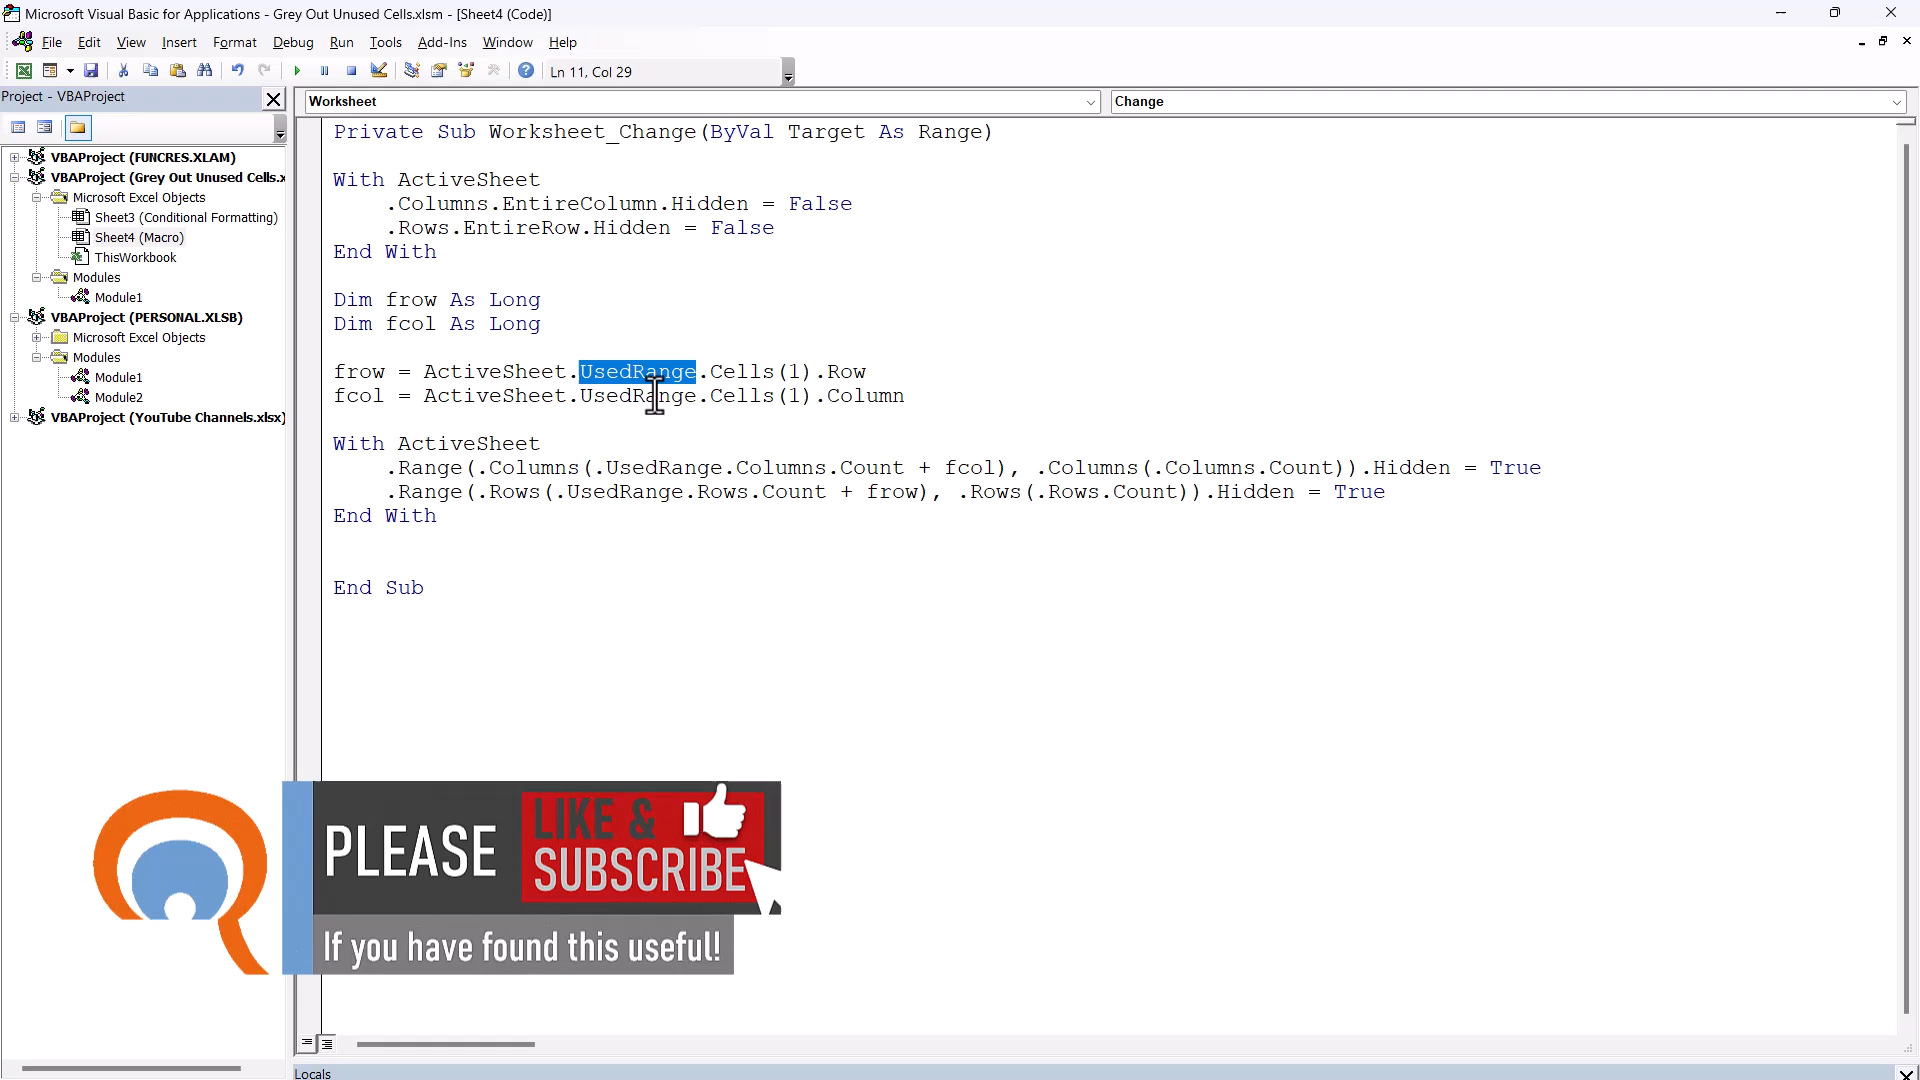 Microsoft Visual Basic for Applications - Grey Out Unused Cells.xlsm - [Sheet4 (Code)]
File Edit View Insert Format Debug Run Tools Add-Ins Window Help
Ln 11, Col 29
Project - VBAProject
VBAProject (FUNCRES.XLAM)
VBAProject (Grey Out Unused Cells.x
Microsoft Excel Objects
Sheet3 (Conditional Formatting)
Sheet4 (Macro)
ThisWorkbook
Modules
Module1
VBAProject (PERSONAL.XLSB)
Microsoft Excel Objects
Modules
Module1
Module2
VBAProject (YouTube Channels.xlsx)
Worksheet
Change
Private Sub Worksheet_Change(ByVal Target As Range)
With ActiveSheet
.Columns.EntireColumn.Hidden = False
.Rows.EntireRow.Hidden = False
End With
Dim frow As Long
Dim fcol As Long
frow = ActiveSheet.UsedRange.Cells(1).Row
fcol = ActiveSheet.UsedRange.Cells(1).Column
With ActiveSheet
.Range(.Columns(.UsedRange.Columns.Count + fcol), .Columns(.Columns.Count)).Hidden = True
.Range(.Rows(.UsedRange.Rows.Count + frow), .Rows(.Rows.Count)).Hidden = True
End With
End Sub
PLEASE
LIKE &
SUBSCRIBE
If you have found this useful!
Locals